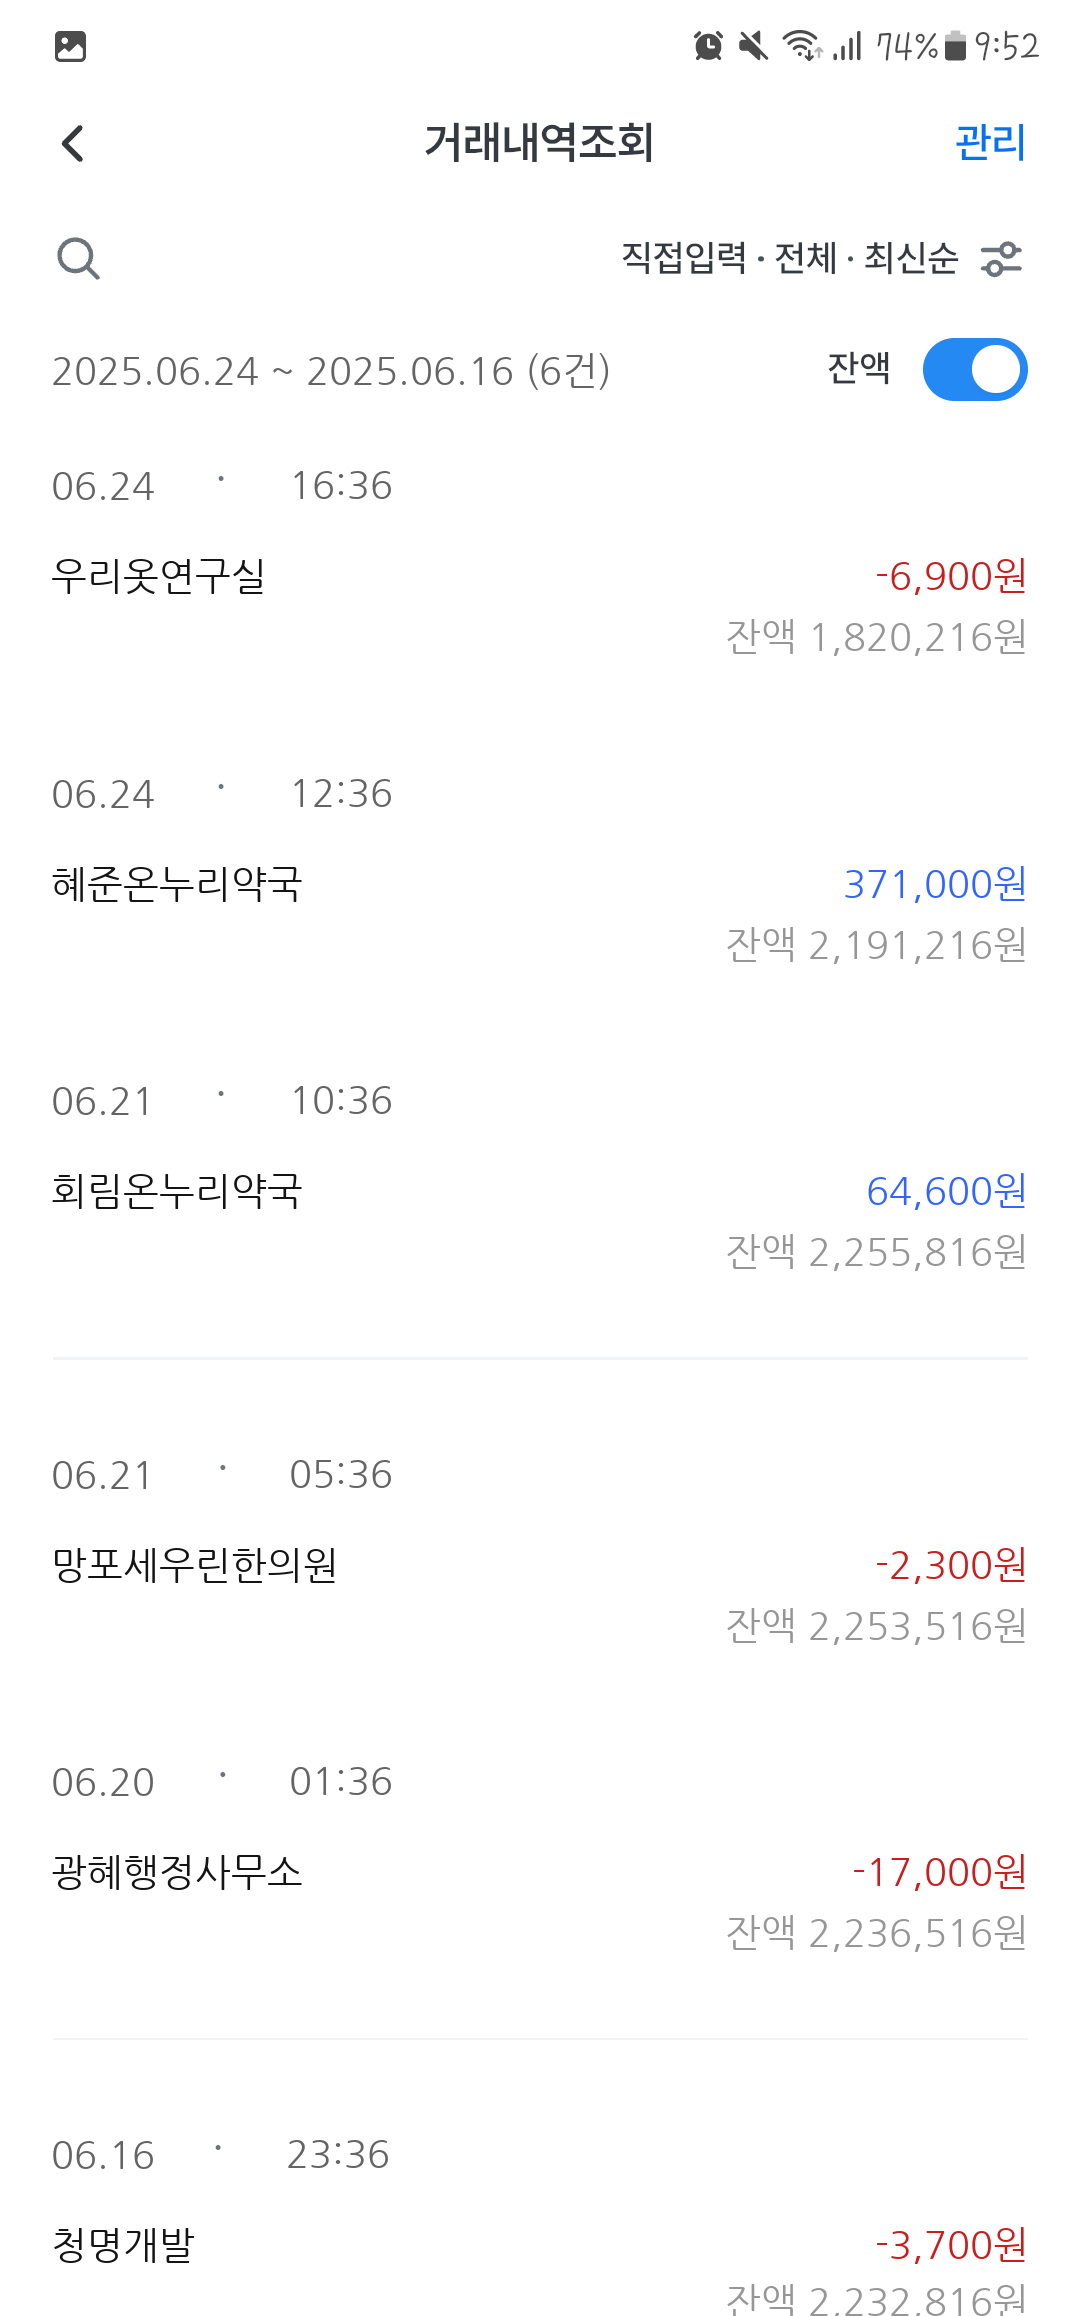 74% 9:52
거래내역조회 관리
직접입력 · 전체 · 최신순
2025.06.24 ~ 2025.06.16 (6건) 잔액
06.24 · 16:36
우리옷연구실 -6,900원
잔액 1,820,216원
06.24 · 12:36
혜준온누리약국 371,000원
잔액 2,191,216원
06.21 · 10:36
회림온누리약국 64,600원
잔액 2,255,816원
06.21 · 05:36
망포세우린한의원 -2,300원
잔액 2,253,516원
06.20 · 01:36
광혜행정사무소 -17,000원
잔액 2,236,516원
06.16 · 23:36
청명개발 -3,700원
잔액 2,232,816원